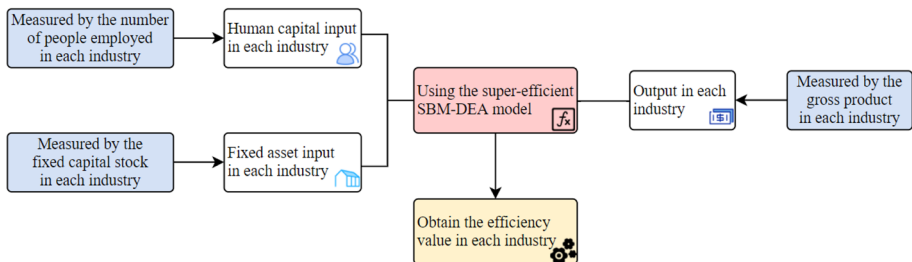 Measured by the number
of people employed
in each industry
Human capital input
in each industry
Measured by the
fixed capital stock
in each industry
Fixed asset input
in each industry
Using the super-efficient
SBM-DEA model
fx
Output in each
industry
$
Measured by
the
gross product
in each industry
Obtain the efficiency
value in each industry